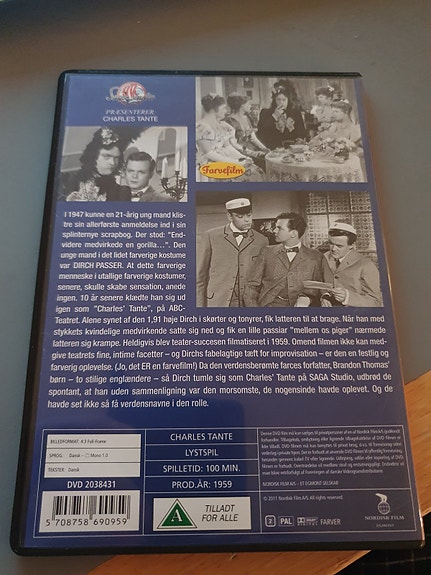 PRÆSENTERER
CHARLES TANTE
Farvefilm
I 1947 kunne en 21-årig ung mand klis-
tre sin allerførste anmeldelse ind i sin
splinternye scrapbog. Der stod: "End-
videre medvirkede en gorilla...". Den
unge mand i det lidet farverige kostume
var DIRCH PASSER. At dette farverige
menneske i utallige farverige kostumer,
senere, skulle skabe sensation, anede
ingen. 10 år senere klædte han sig ud
igen som "Charles' Tante", på ABC-
Teatret. Alene synet af den 1,91 høje Dirch i skørter og tonyrer, fik latteren til at brage. Når han med
stykkets kvindelige medvirkende satte sig ned og fik en lille passiar "mellem os piger" nærmede
latteren sig krampe. Heldigvis blev teater-succesen filmatiseret i 1959. Omend filmen ikke kan med-
give teatrets fine, intime facetter – og Dirchs fabelagtige tæft for improvisation – er den en festlig og
farverig oplevelse. (Jo, det ER en farvefilm!) Da den verdensberømte farces forfatter, Brandon Thomas'
børn – to stilige englændere – så Dirch tumle sig som Charles' Tante på SAGA Studio, udbrød de
spontant, at han uden sammenligning var den morsomste, de nogensinde havde oplevet. Og de
havde set ikke så få verdensnavne i den rolle.
BILLEDFORMAT: 4:3 Full Frame
SPROG: Dansk - Mono 1.0
TEKSTER: Dansk
DVD 2038431
5 708758 690959
CHARLES TANTE
LYSTSPIL
SPILLETID: 100 MIN.
PROD.ÅR: 1959
A
TILLADT
FOR ALLE
NORDISK FILM A/S - ET EGMONT SELSKAB
© 2011 Nordisk Film A/S. All rights reserved
2 PAL FARVER
NORDISK FILM